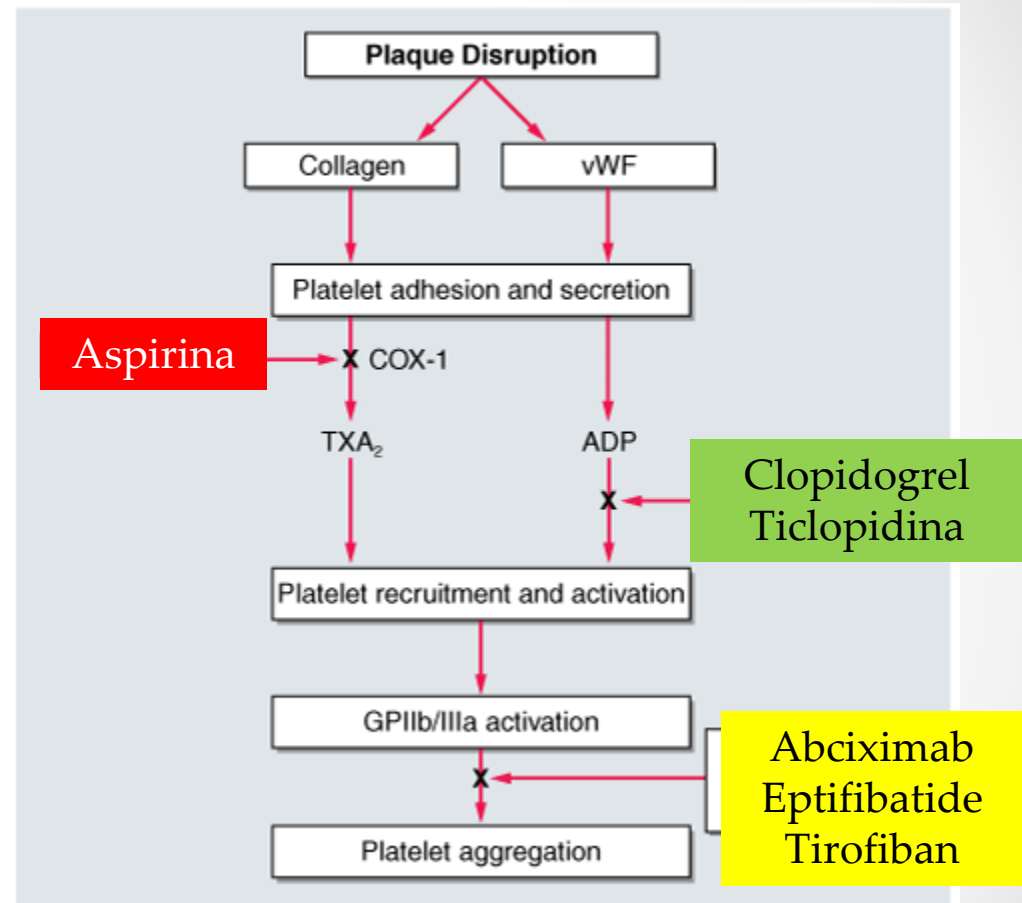 Plaque Disruption
Collagen
vWF
Platelet adhesion and secretion
Aspirina
X COX-1
TXA₂
ADP
X
Clopidogrel
Ticlopidina
Platelet recruitment and activation
GPIIb/IIIa activation
X
Abciximab
Eptifibatide
Tirofiban
Platelet aggregation